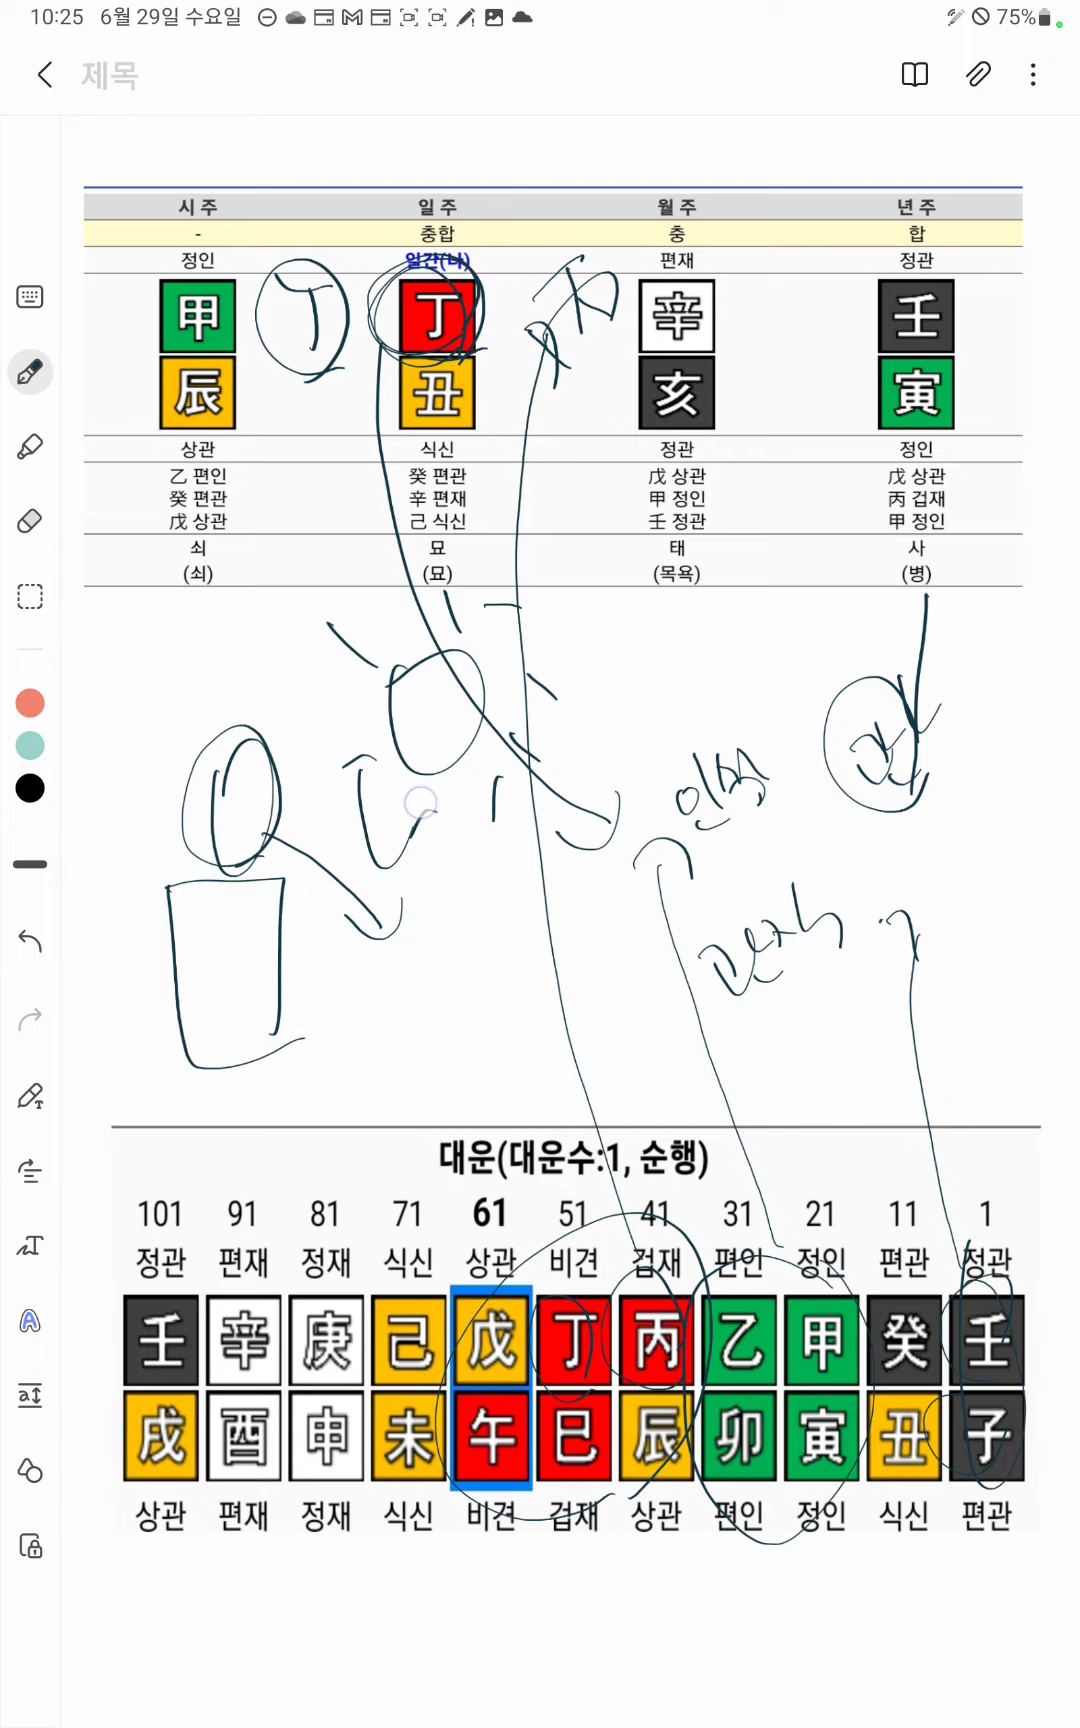 10:25 6월 29일 수요일 75%
제목
시주 일주 월주 년주
- 충합 충 합
정인 일간(나) 편재 정관
甲 丁 辛 壬
辰 丑 亥 寅
상관 식신 정관 정인
乙 편인 癸 편관 戊 상관 戊 상관
癸 편관 辛 편재 甲 정인 丙 겁재
戊 상관 己 식신 壬 정관 甲 정인
쇠 묘 태 사
(쇠) (묘) (목욕) (병)
대운(대운수:1, 순행)
101 91 81 71 61 51 41 31 21 11 1
정관 편재 정재 식신 상관 비견 겁재 편인 정인 편관 정관
壬 辛 庚 己 戊 丁 丙 乙 甲 癸 壬
戌 酉 申 未 午 巳 辰 卯 寅 丑 子
상관 편재 정재 식신 비견 겁재 상관 편인 정인 식신 편관